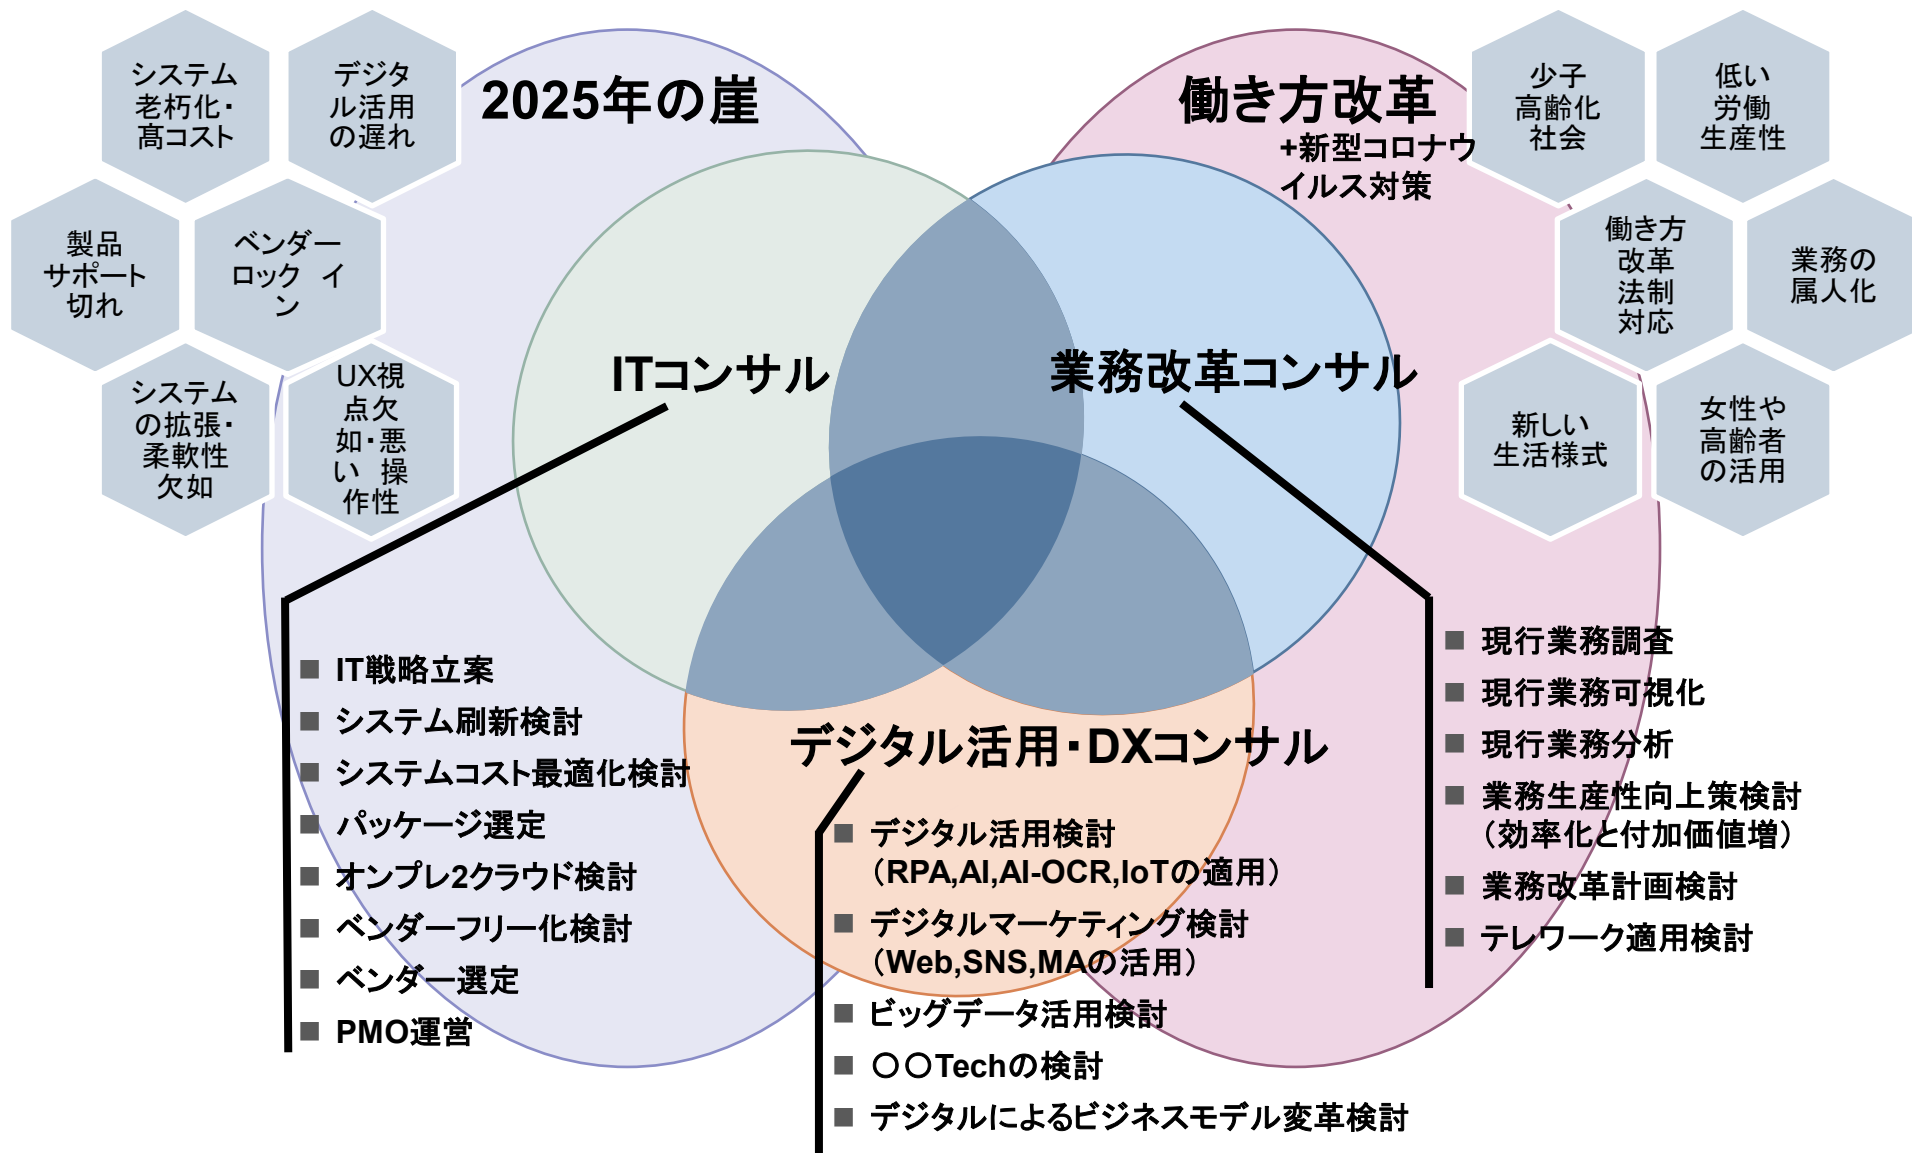 システム
老朽化・
髙コスト
デジタ
ル活用
の遅れ
製品
サポート
切れ
ベンダー
ロック イ
ン
システム
の拡張・
柔軟性
欠如
UX視
点欠
如・悪
い 操
作性
2025年の崖
働き方改革
+新型コロナウ
イルス対策
少子
高齢化
社会
低い
労働
生産性
働き方
改革
法制
対応
業務の
属人化
新しい
生活様式
女性や
高齢者
の活用
ITコンサル
業務改革コンサル
デジタル活用・DXコンサル
■ IT戦略立案
■ システム刷新検討
■ システムコスト最適化検討
■ パッケージ選定
■ オンプレ2クラウド検討
■ ベンダーフリー化検討
■ ベンダー選定
■ PMO運営
■ デジタル活用検討
（RPA,AI,AI-OCR,IoTの適用）
■ デジタルマーケティング検討
（Web,SNS,MAの活用）
■ ビッグデータ活用検討
■ 〇〇Techの検討
■ デジタルによるビジネスモデル変革検討
■ 現行業務調査
■ 現行業務可視化
■ 現行業務分析
■ 業務生産性向上策検討
（効率化と付加価値増）
■ 業務改革計画検討
■ テレワーク適用検討